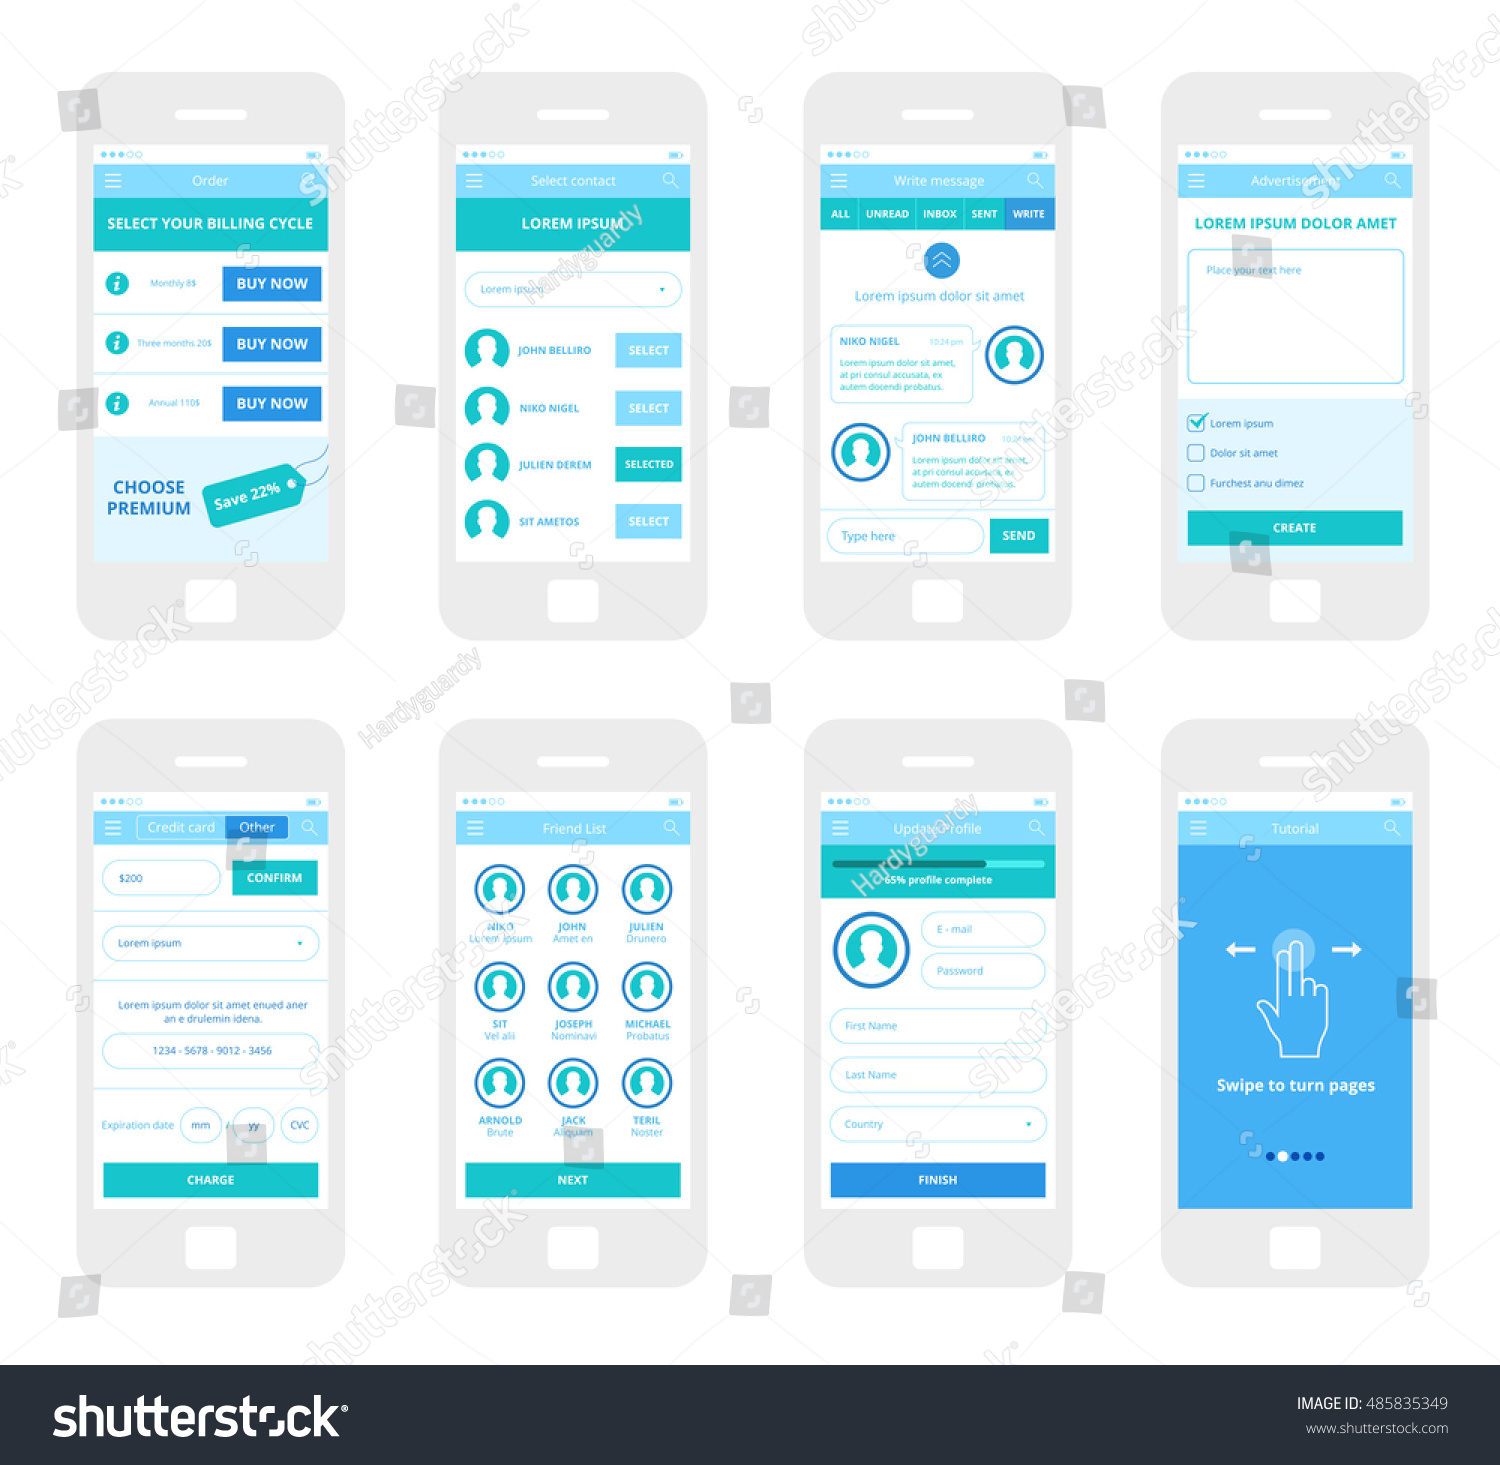 Order
SELECT YOUR BILLING CYCLE
Monthly 8$
BUY NOW
Three months 20$
BUY NOW
Annual 110$
BUY NOW
CHOOSE
PREMIUM
Save 22%
Select contact
LOREM IPSUM
Lorem ipsum
JOHN BELLIRO
SELECT
NIKO NIGEL
SELECT
JULIEN DEREM
SELECTED
SIT AMETOS
SELECT
Write message
ALL UNREAD INBOX SENT WRITE
Lorem ipsum dolor sit amet
NIKO NIGEL 10:24 pm
Lorem ipsum dolor sit amet,
at pri consul accusata, ex
autem docendi probatus.
JOHN BELLIRO 10:24 pm
Lorem ipsum dolor sit amet,
at pri consul accusata, ex
autem docendi probatus.
Type here
SEND
Advertisement
LOREM IPSUM DOLOR AMET
Place your text here
Lorem ipsum
Dolor sit amet
Furchest anu dimez
CREATE
Credit card Other
$200
CONFIRM
Lorem ipsum
Lorem ipsum dolor sit amet enued aner
an e drulemin idena.
1234 - 5678 - 9012 - 3456
Expiration date mm / yy CVC
CHARGE
Friend List
NIKO JOHN JULIEN
Lorem ipsum Amet en Drunero
SIT JOSEPH MICHAEL
Vel alii Nominavi Probatus
ARNOLD JACK TERIL
Brute Aliquam Noster
NEXT
Update Profile
65% profile complete
E - mail
Password
First Name
Last Name
Country
FINISH
Tutorial
Swipe to turn pages
shutterstock
Hardyguardy
shutterstock
IMAGE ID: 485835349
www.shutterstock.com